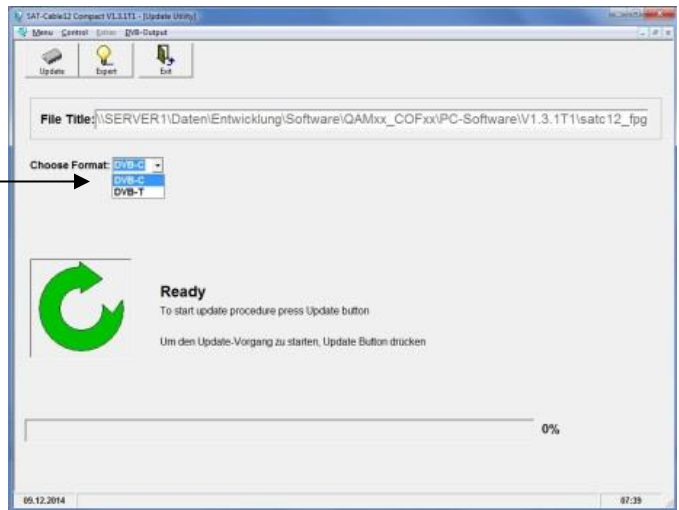 SAT-Cable12 Compact V1.3.1T1 - [Update Utility]
Menu Control Extras DVB-Output
Update Expert Exit
File Title: \\SERVER1\Daten\Entwicklung\Software\QAMxx_COFxx\PC-Software\V1.3.1T1\satc12_fpg
Choose Format: DVB-C
DVB-C
DVB-T
Ready
To start update procedure press Update button
Um den Update-Vorgang zu starten, Update Button drücken
0%
09.12.2014 07:39